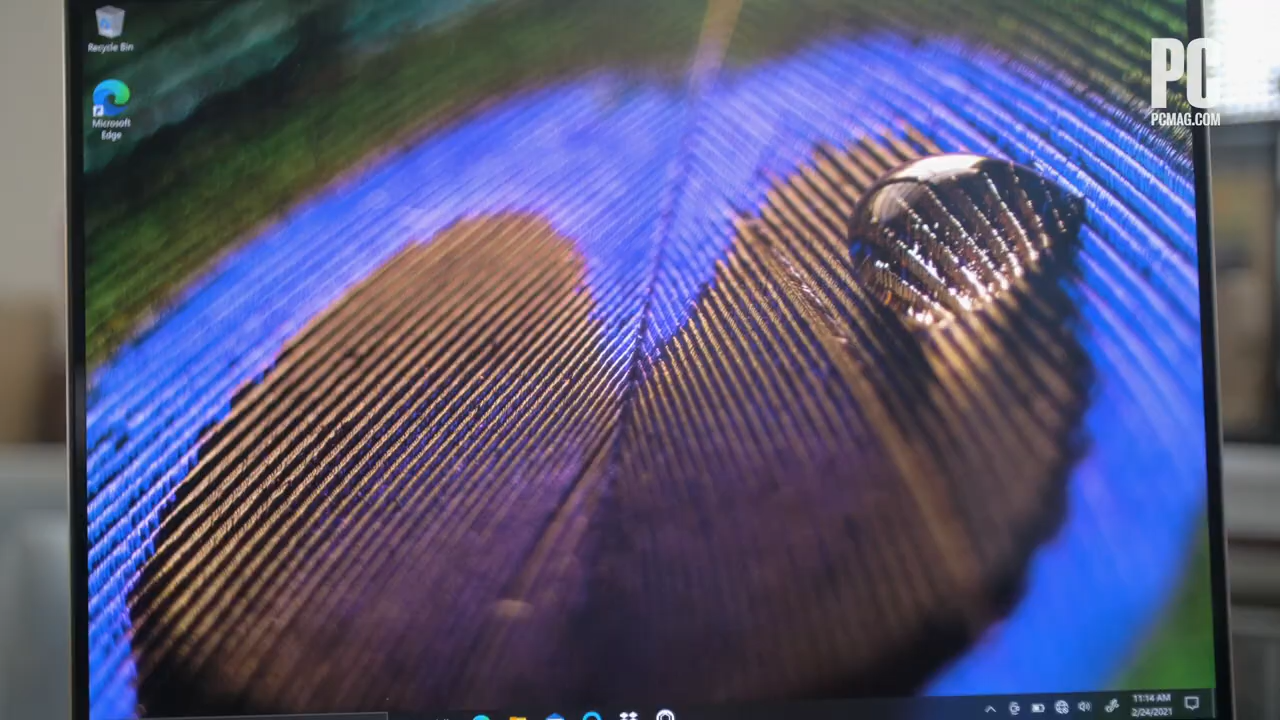 Recycle Bin
Microsoft
Edge
PC
PCMAG.COM
11:14 AM
2/24/2021